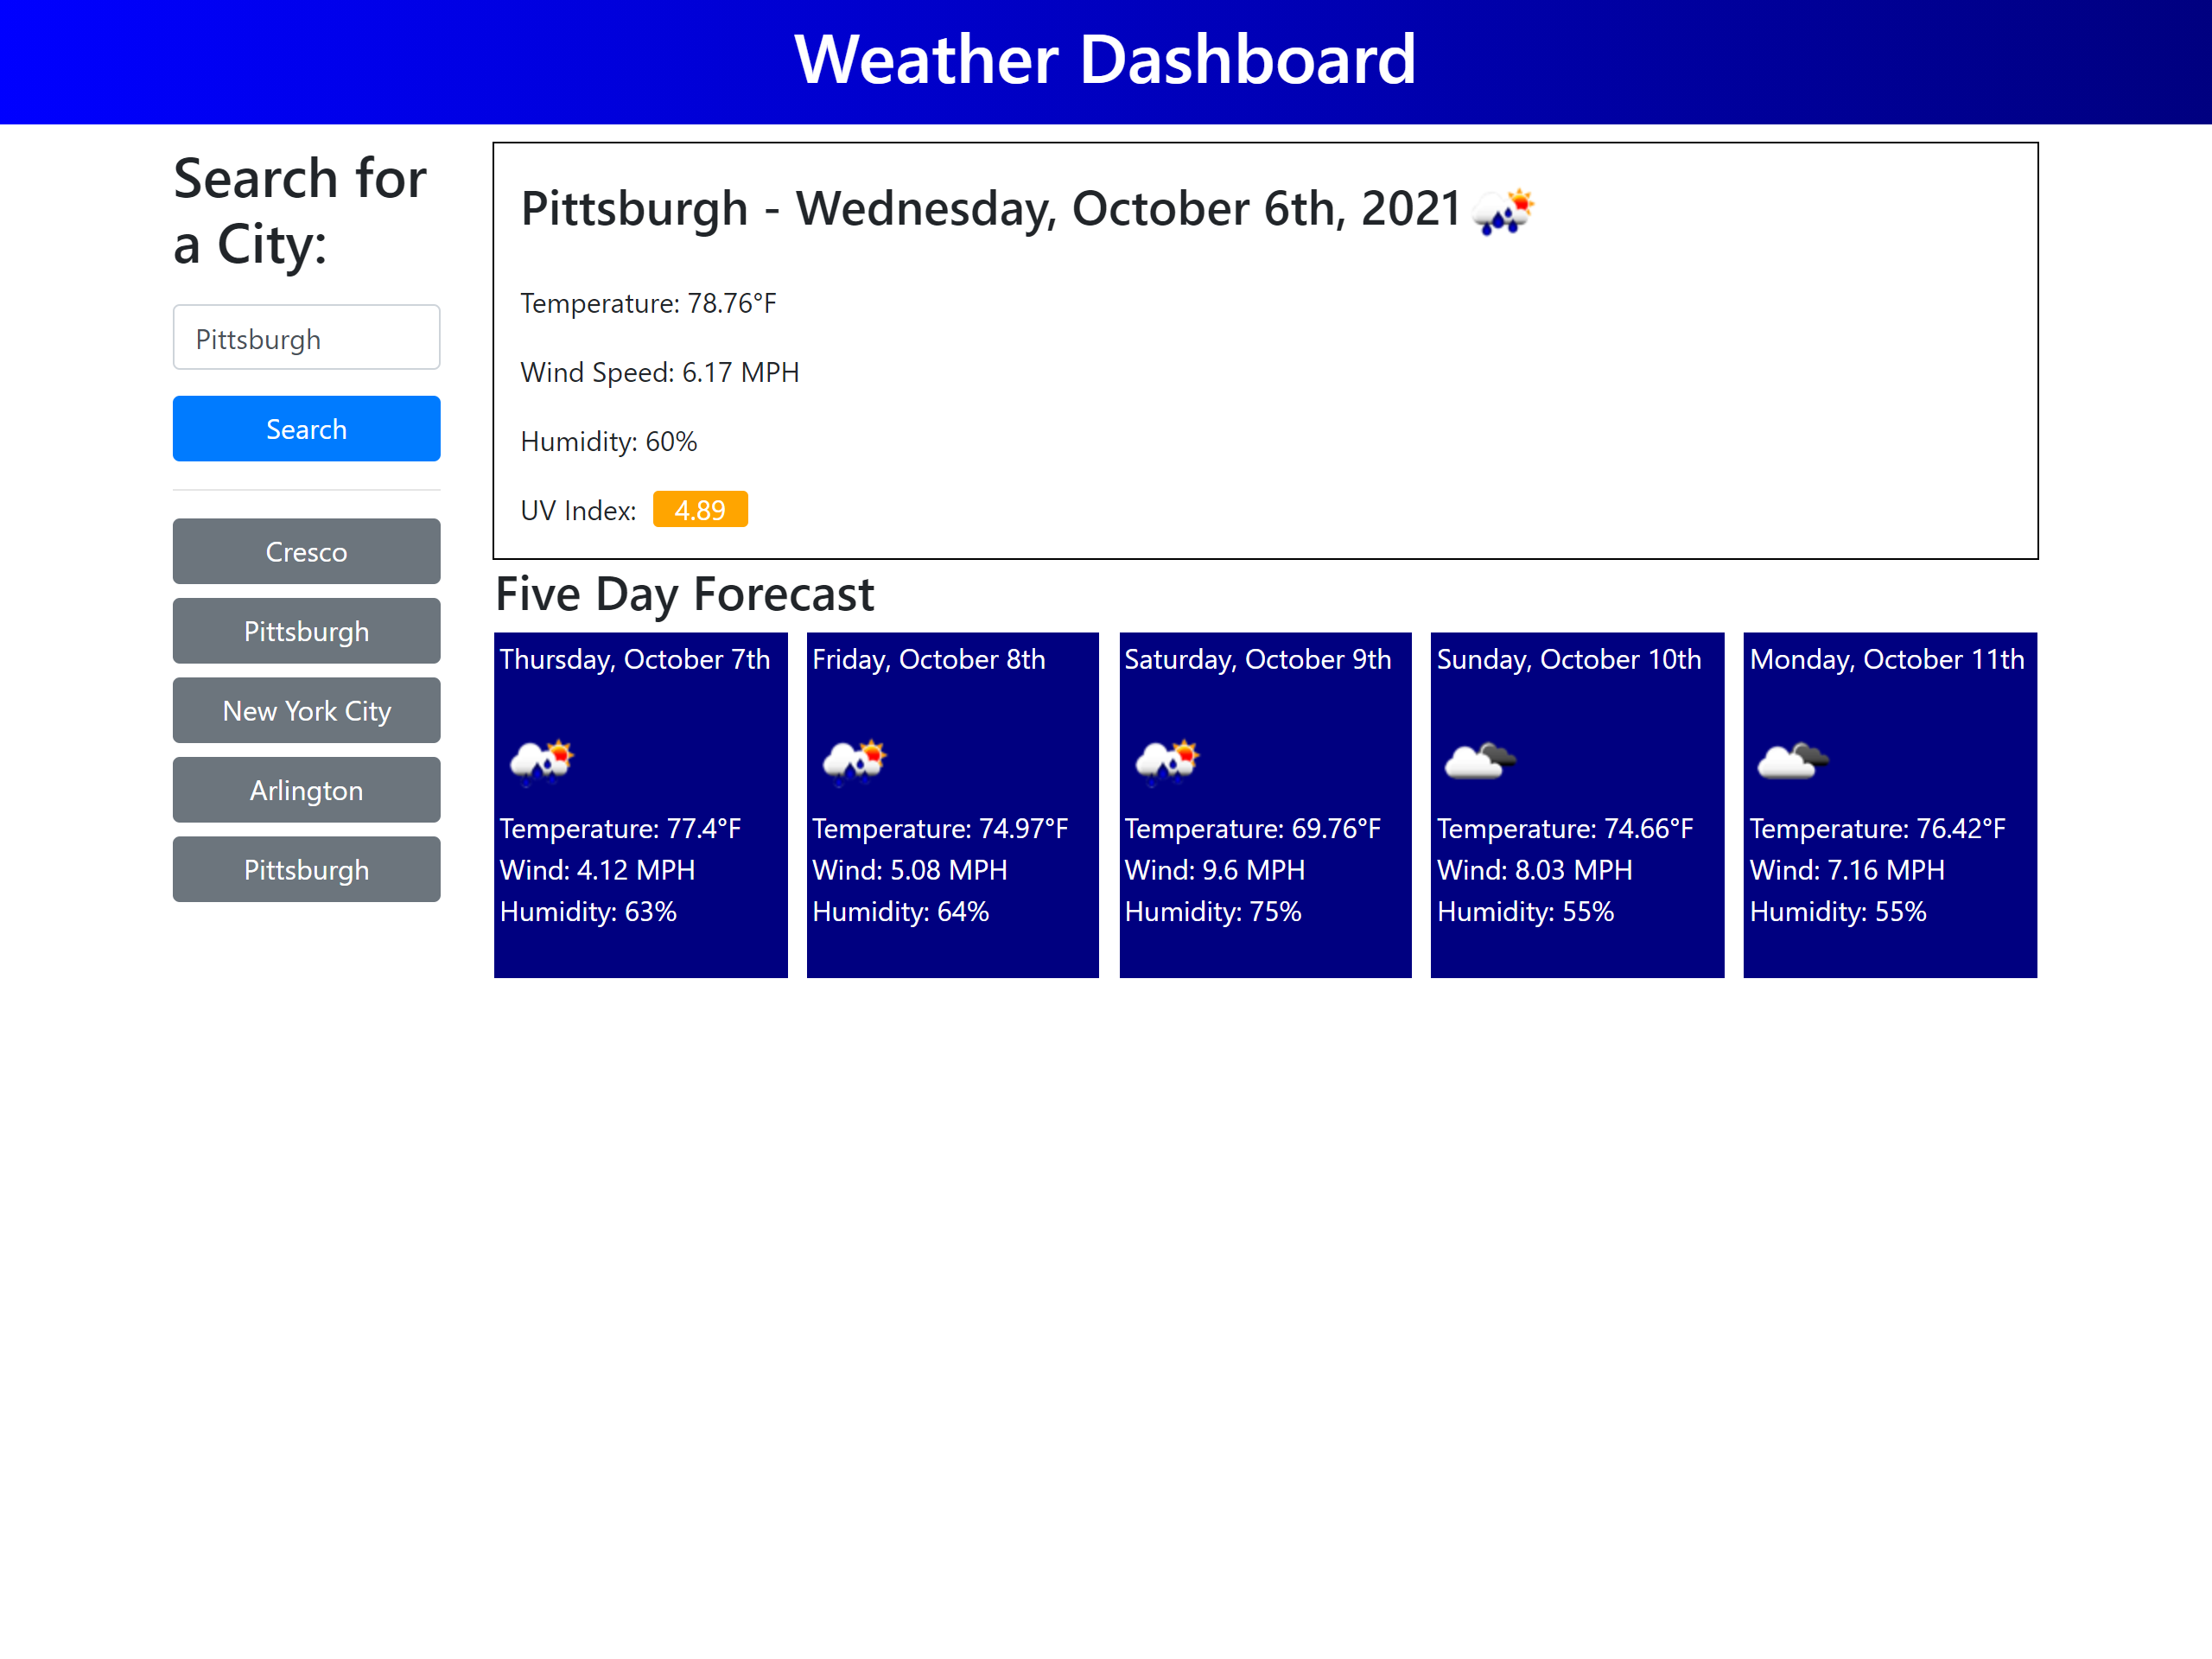 Weather Dashboard
Search for
a City:
Pittsburgh
Search
Cresco
Pittsburgh
New York City
Arlington
Pittsburgh
Pittsburgh - Wednesday, October 6th, 2021
Temperature: 78.76°F
Wind Speed: 6.17 MPH
Humidity: 60%
UV Index: 4.89
Five Day Forecast
Thursday, October 7th
Temperature: 77.4°F
Wind: 4.12 MPH
Humidity: 63%
Friday, October 8th
Temperature: 74.97°F
Wind: 5.08 MPH
Humidity: 64%
Saturday, October 9th
Temperature: 69.76°F
Wind: 9.6 MPH
Humidity: 75%
Sunday, October 10th
Temperature: 74.66°F
Wind: 8.03 MPH
Humidity: 55%
Monday, October 11th
Temperature: 76.42°F
Wind: 7.16 MPH
Humidity: 55%